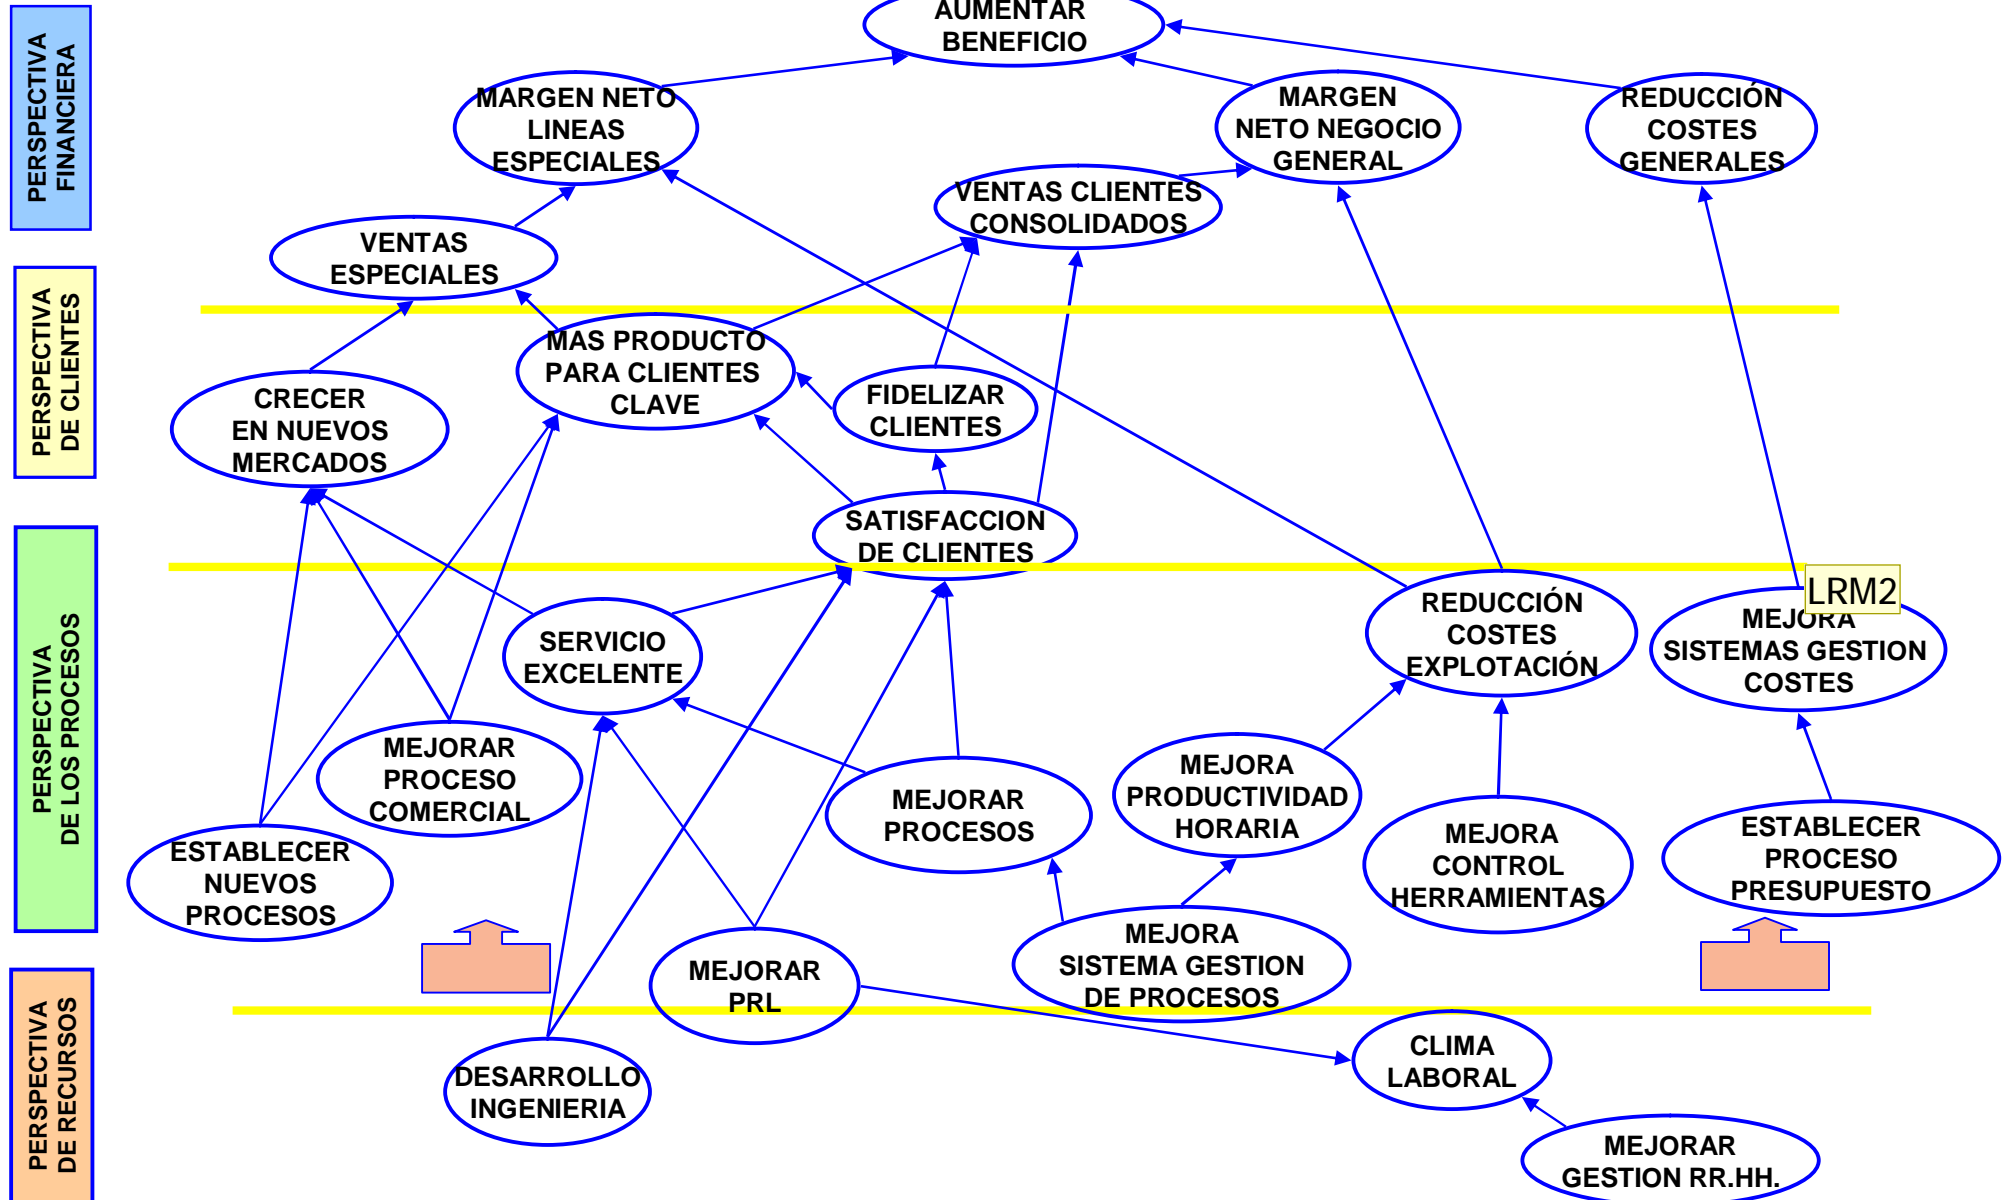 PERSPECTIVA
FINANCIERA
AUMENTAR
BENEFICIO
MARGEN NETO
LINEAS
ESPECIALES
MARGEN
NETO NEGOCIO
GENERAL
REDUCCIÓN
COSTES
GENERALES
VENTAS CLIENTES
CONSOLIDADOS
VENTAS
ESPECIALES
PERSPECTIVA
DE CLIENTES
MAS PRODUCTO
PARA CLIENTES
CLAVE
FIDELIZAR
CLIENTES
CRECER
EN NUEVOS
MERCADOS
SATISFACCION
DE CLIENTES
PERSPECTIVA
DE LOS PROCESOS
SERVICIO
EXCELENTE
REDUCCIÓN
COSTES
EXPLOTACIÓN
LRM2
MEJORA
SISTEMAS GESTION
COSTES
MEJORAR
PROCESO
COMERCIAL
MEJORAR
PROCESOS
MEJORA
PRODUCTIVIDAD
HORARIA
MEJORA
CONTROL
HERRAMIENTAS
ESTABLECER
PROCESO
PRESUPUESTO
ESTABLECER
NUEVOS
PROCESOS
MEJORAR
PRL
MEJORA
SISTEMA GESTION
DE PROCESOS
PERSPECTIVA
DE RECURSOS
DESARROLLO
INGENIERIA
CLIMA
LABORAL
MEJORAR
GESTION RR.HH.